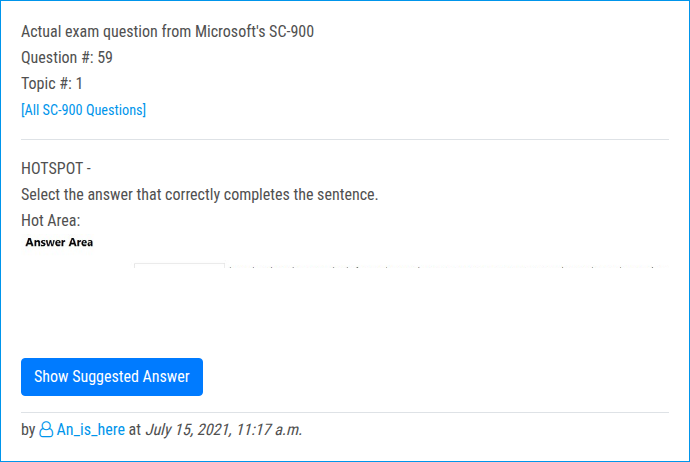 Actual exam question from Microsoft's SC-900
Question #: 59
Topic #: 1
[All SC-900 Questions]
HOTSPOT -
Select the answer that correctly completes the sentence.
Hot Area:
Answer Area
Show Suggested Answer
by An_is_here at July 15, 2021, 11:17 a.m.